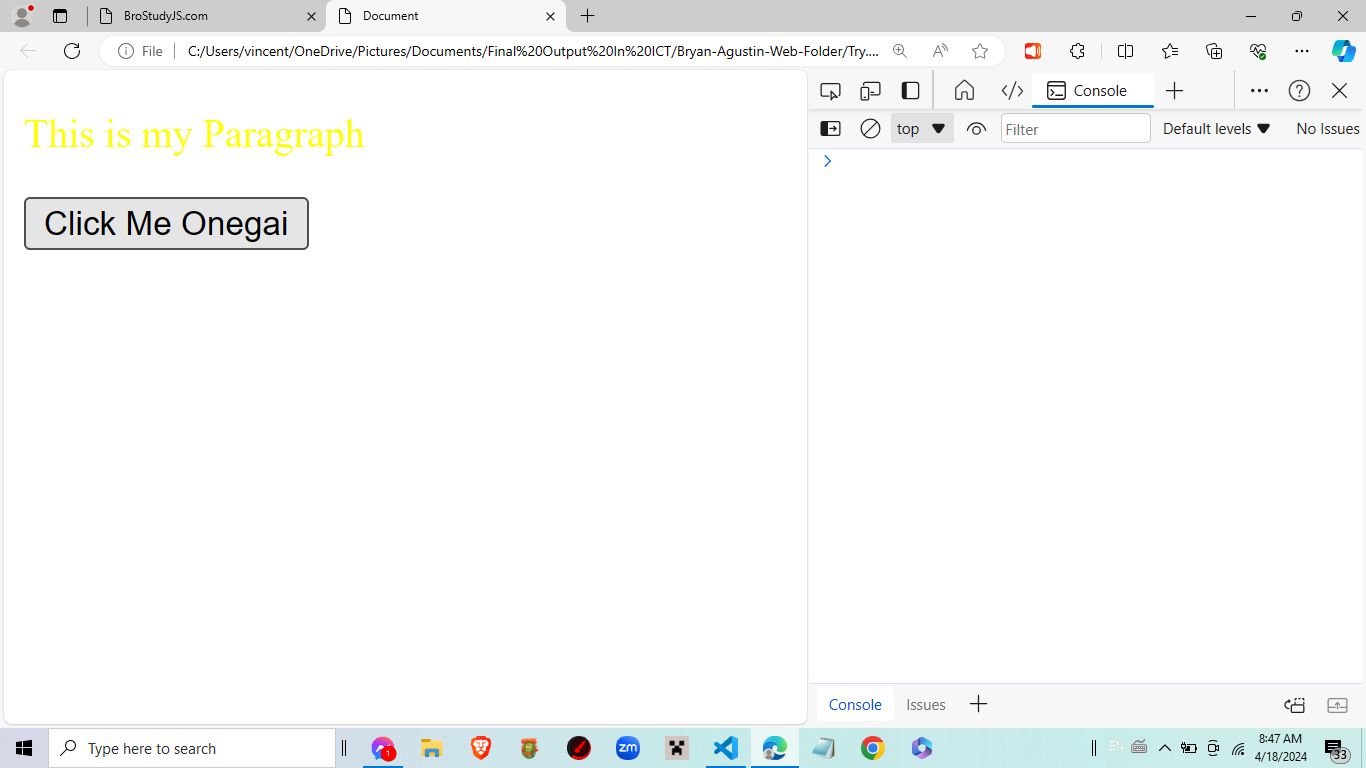 BroStudyJS.com
Document
File
C:/Users/vincent/OneDrive/Pictures/Documents/Final%20Output%20In%20ICT/Bryan-Agustin-Web-Folder/Try....
Console
top
Filter
Default levels
No Issues
This is my Paragraph
Click Me Onegai
Console
Issues
Type here to search
1
zm
EN
8:47 AM
4/18/2024
33